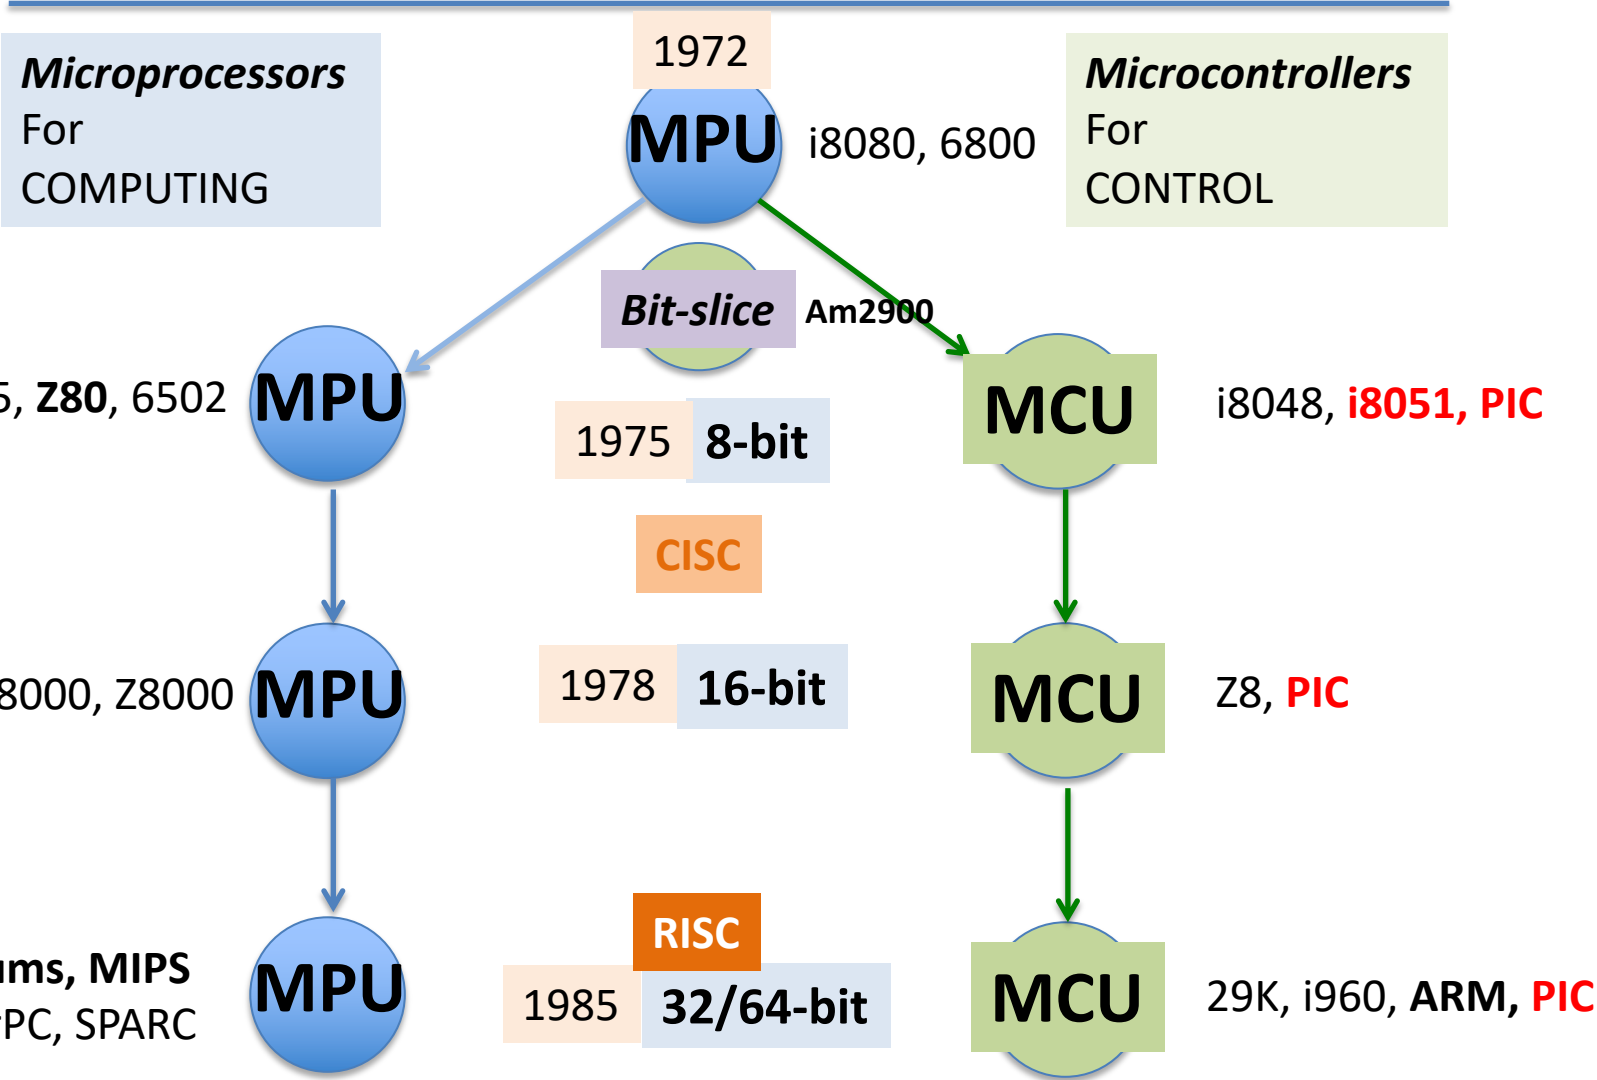 1972
Microprocessors
For
COMPUTING
MPU
i8080, 6800
Microcontrollers
For
CONTROL
Bit-slice
Am2900
5, Z80, 6502
MPU
1975
8-bit
MCU
i8048, i8051, PIC
CISC
8000, Z8000
MPU
1978
16-bit
MCU
Z8, PIC
RISC
ums, MIPS
PC, SPARC
MPU
1985
32/64-bit
MCU
29K, i960, ARM, PIC